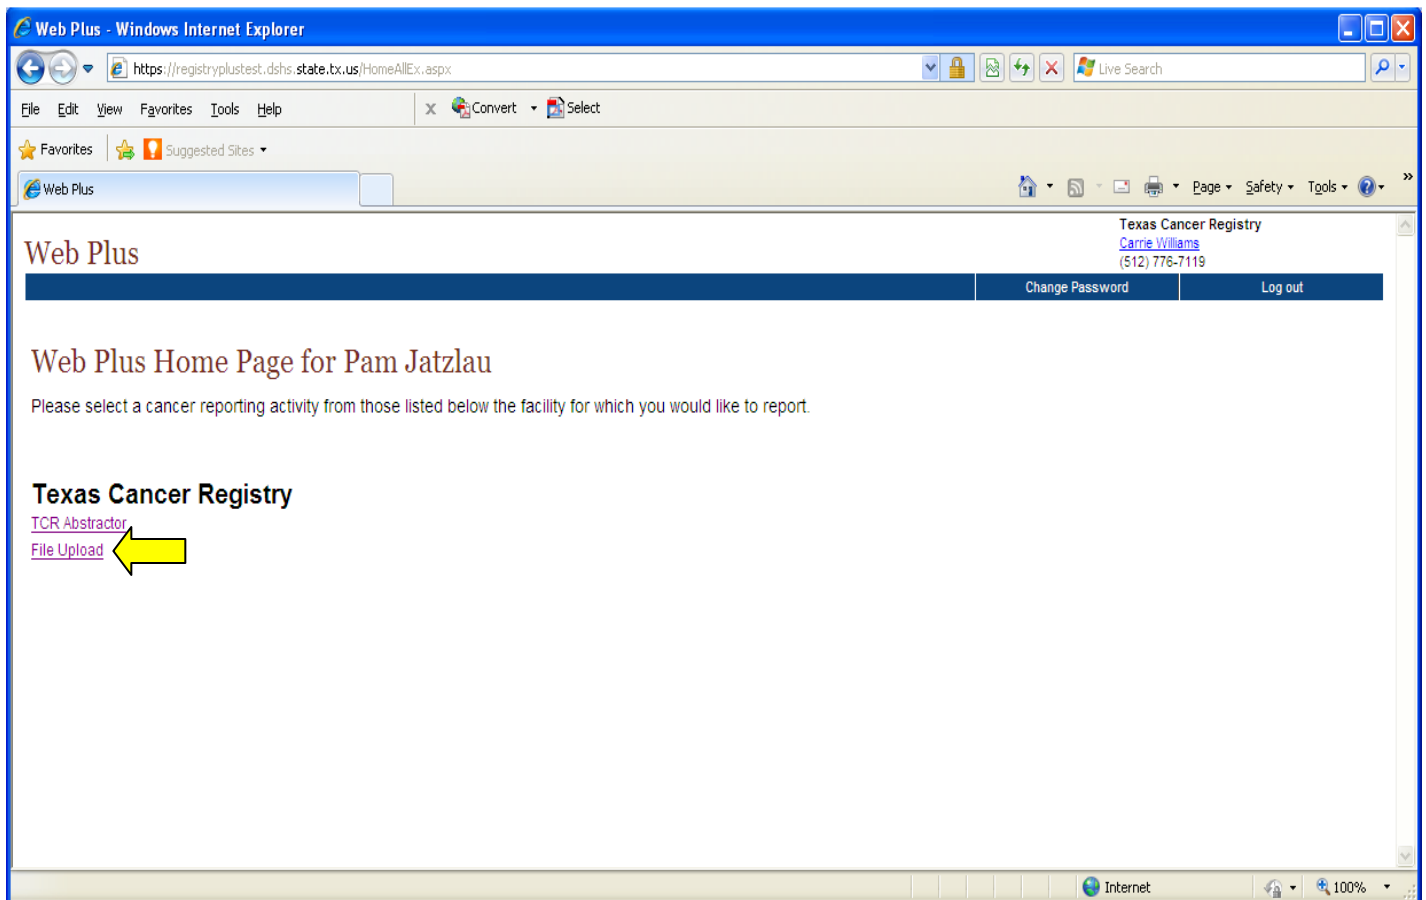 Web Plus - Windows Internet Explorer
https://registryplustest.dshs.state.tx.us/HomeAllEx.aspx
Live Search
File Edit View Favorites Tools Help
x Convert Select
Favorites Suggested Sites
Web Plus
Page Safety Tools
»
Texas Cancer Registry
Carrie Williams
(512) 776-7119
Web Plus
Change Password Log out
Web Plus Home Page for Pam Jatzlau
Please select a cancer reporting activity from those listed below the facility for which you would like to report.
Texas Cancer Registry
TCR Abstractor
File Upload
Internet 100%